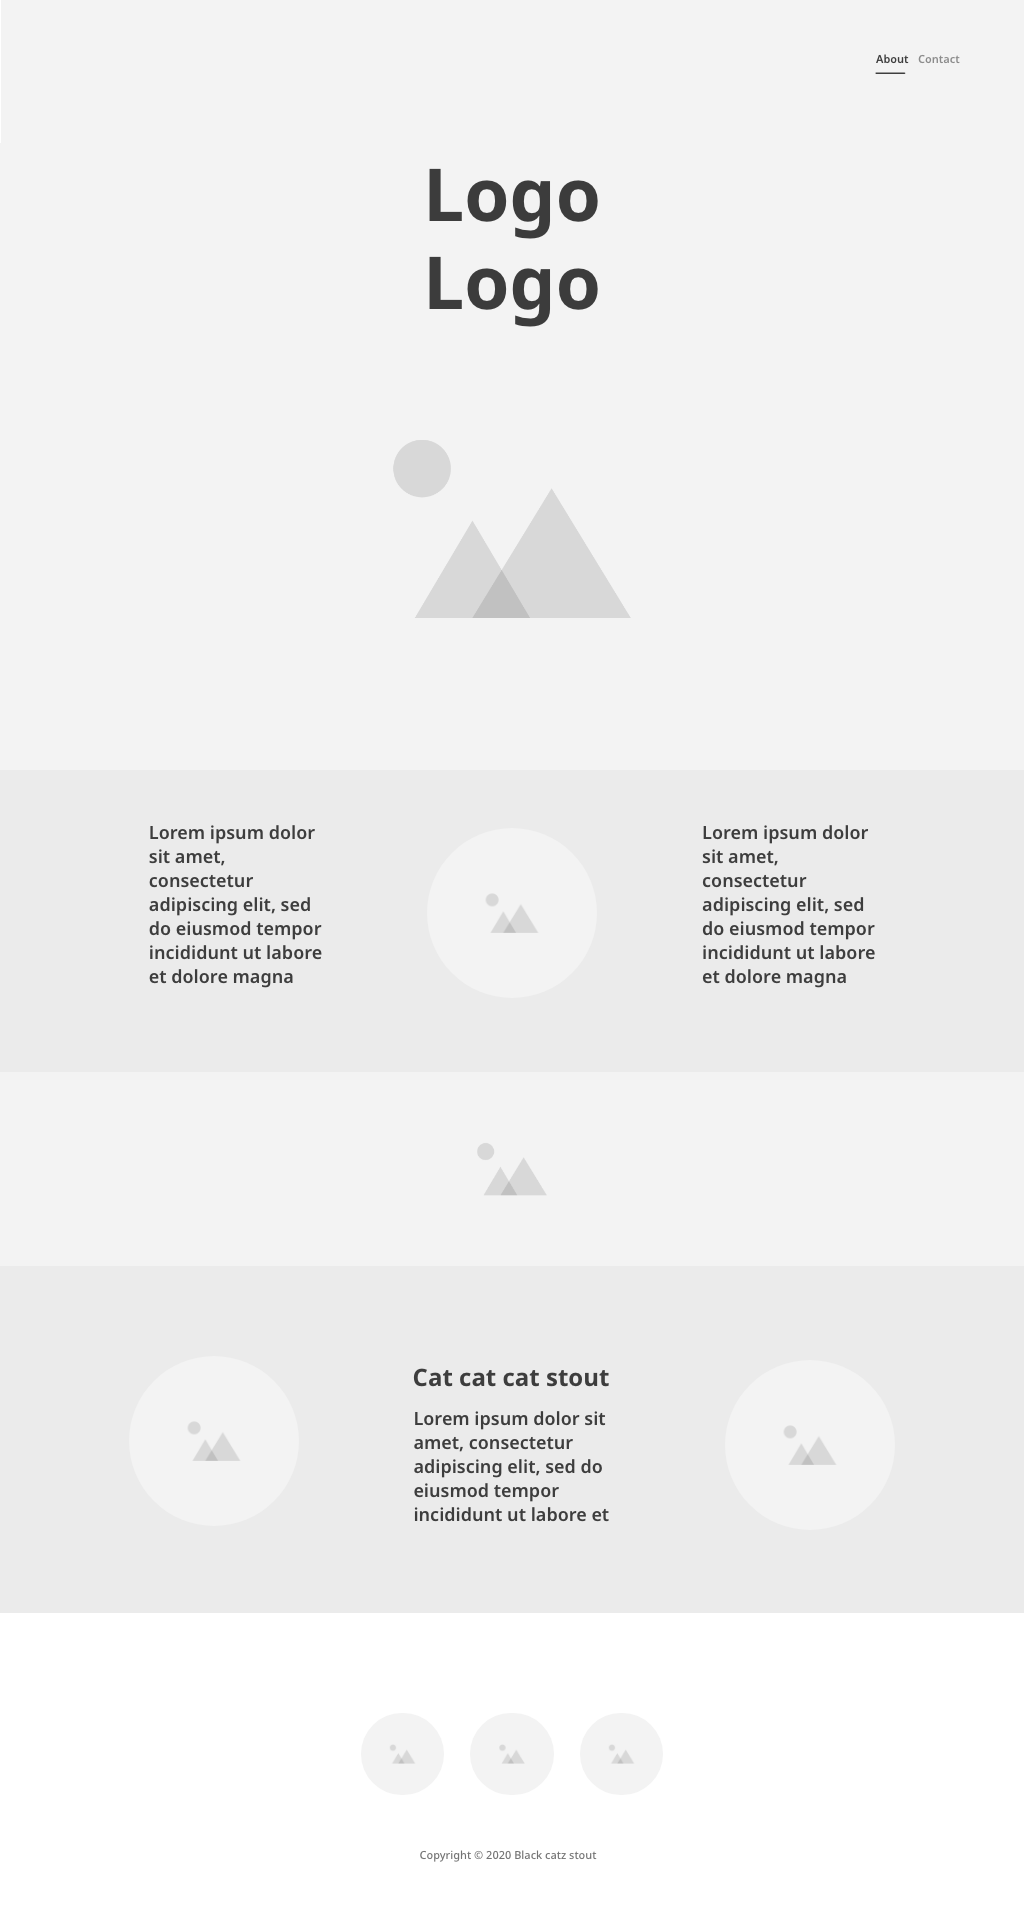 About Contact
Logo
Logo
Lorem ipsum dolor
sit amet,
consectetur
adipiscing elit, sed
do eiusmod tempor
incididunt ut labore
et dolore magna
Lorem ipsum dolor
sit amet,
consectetur
adipiscing elit, sed
do eiusmod tempor
incididunt ut labore
et dolore magna
Cat cat cat stout
Lorem ipsum dolor sit
amet, consectetur
adipiscing elit, sed do
eiusmod tempor
incididunt ut labore et
Copyright © 2020 Black catz stout